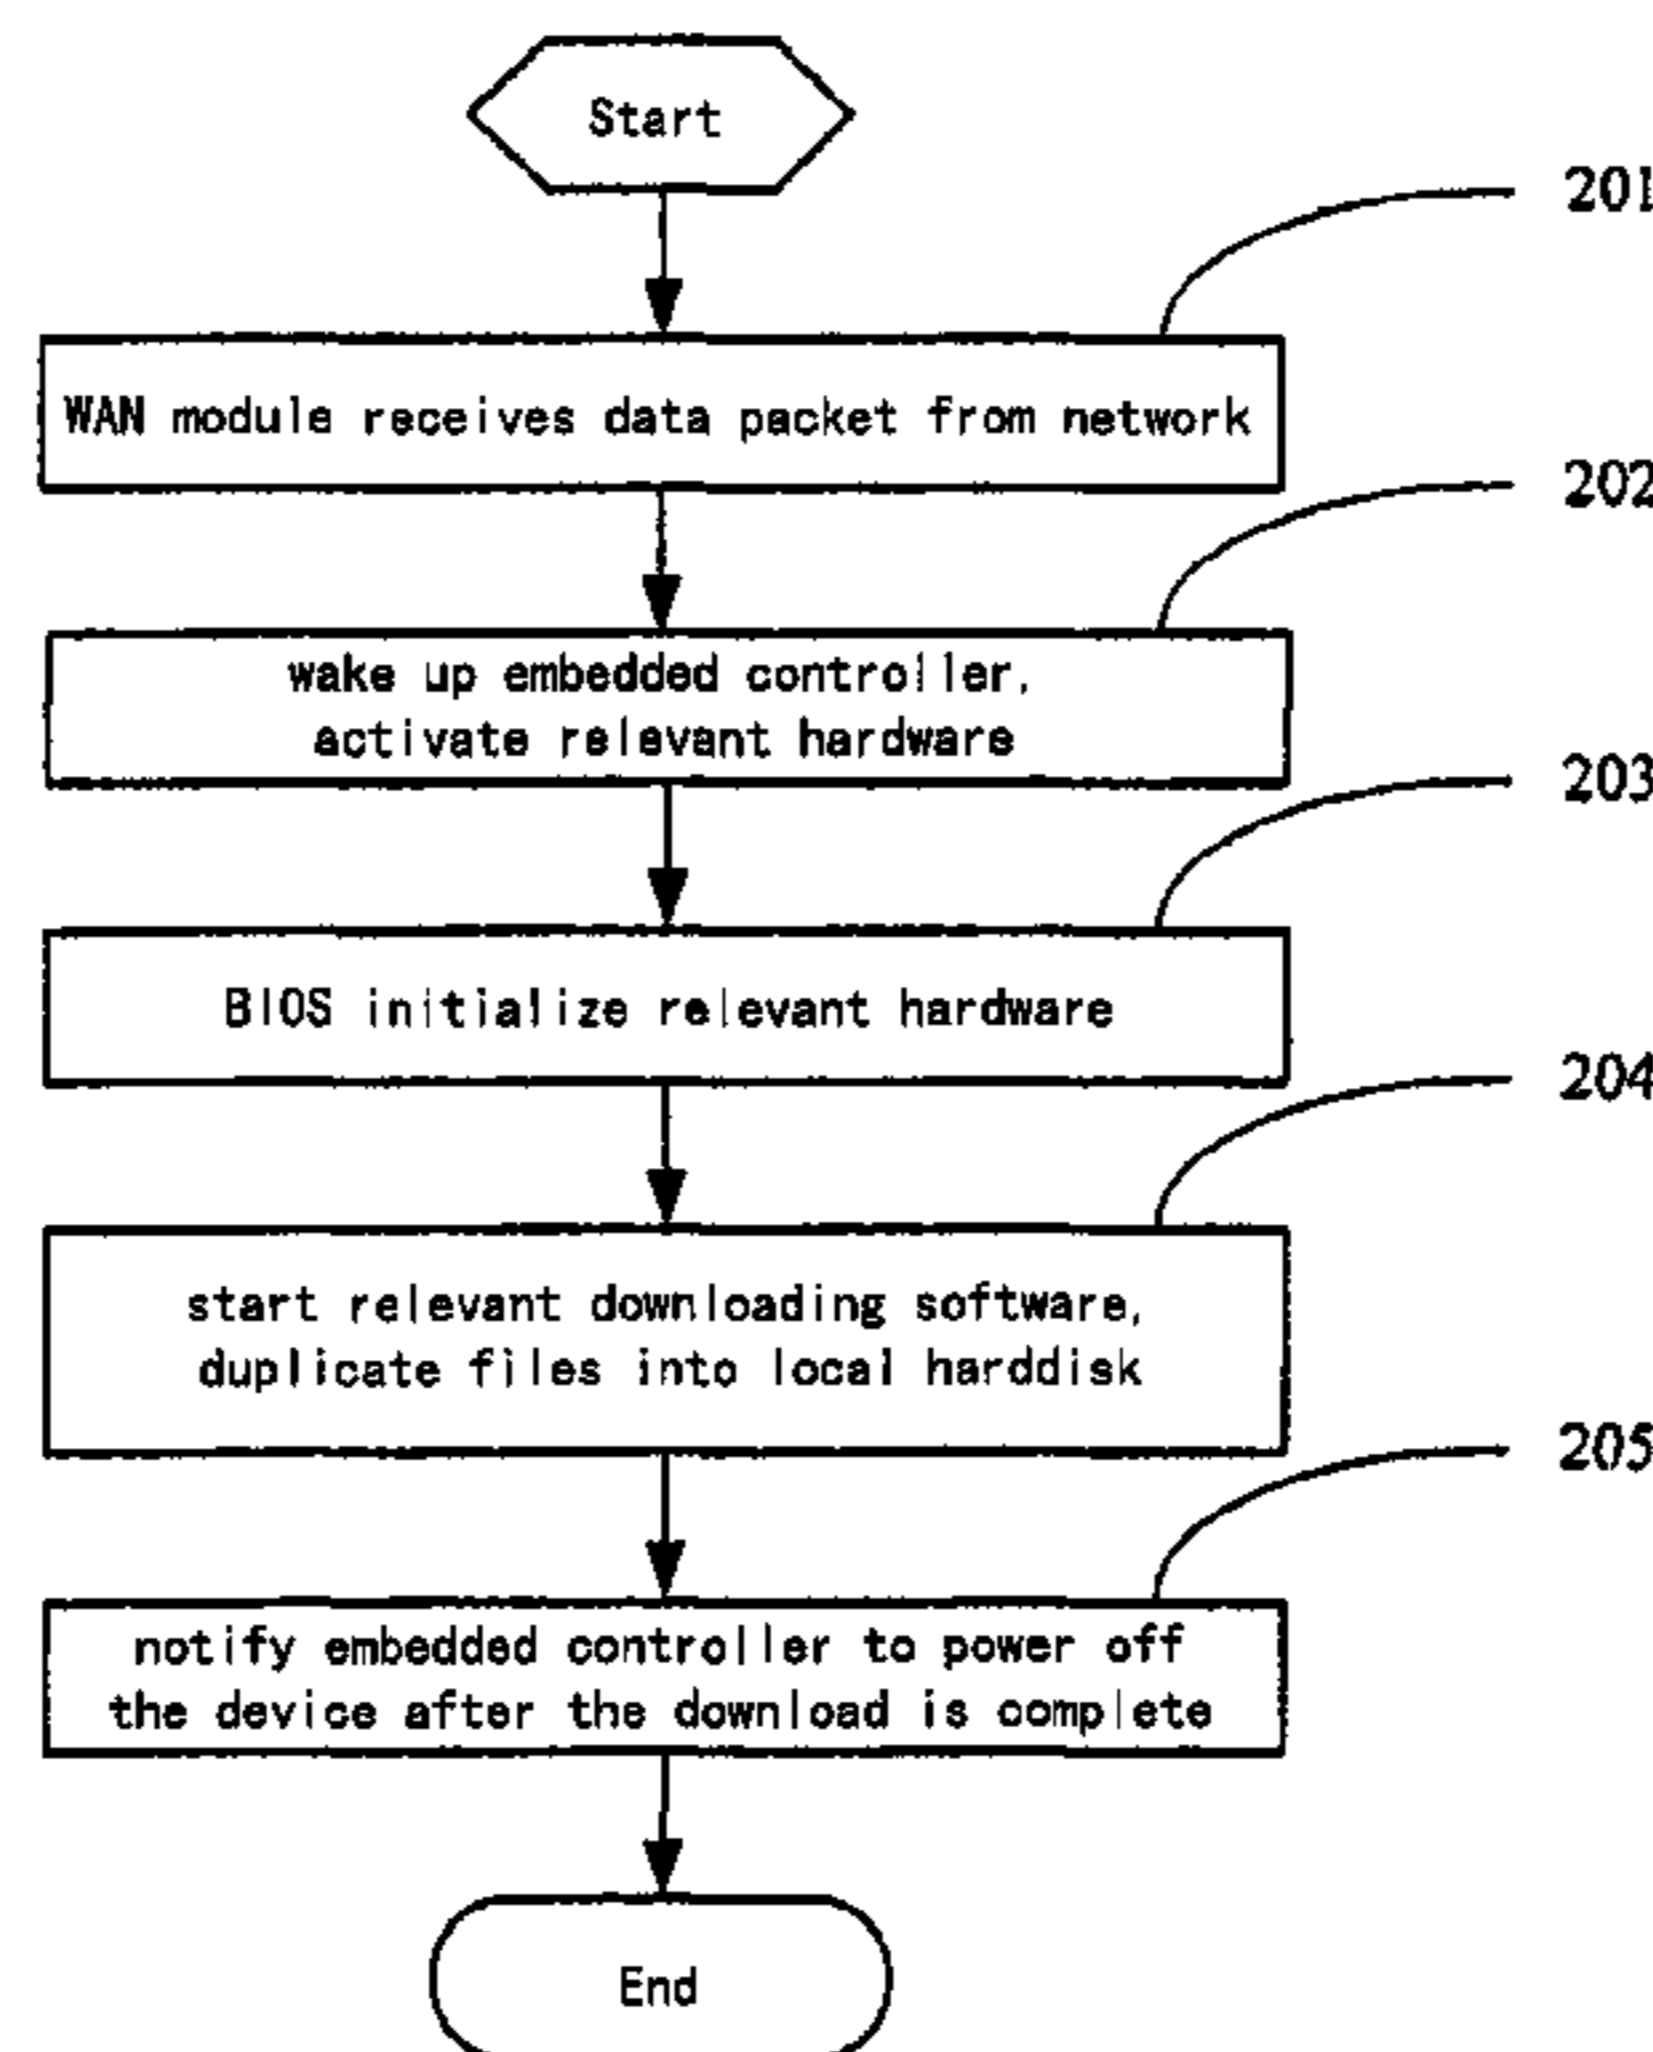 Start
201
WAN module receives data packet from network
202
wake up embedded controller,
activate relevant hardware
203
BIOS initialize relevant hardware
204
start relevant downloading software,
duplicate files into local harddisk
205
notify embedded controller to power off
the device after the download is complete
End